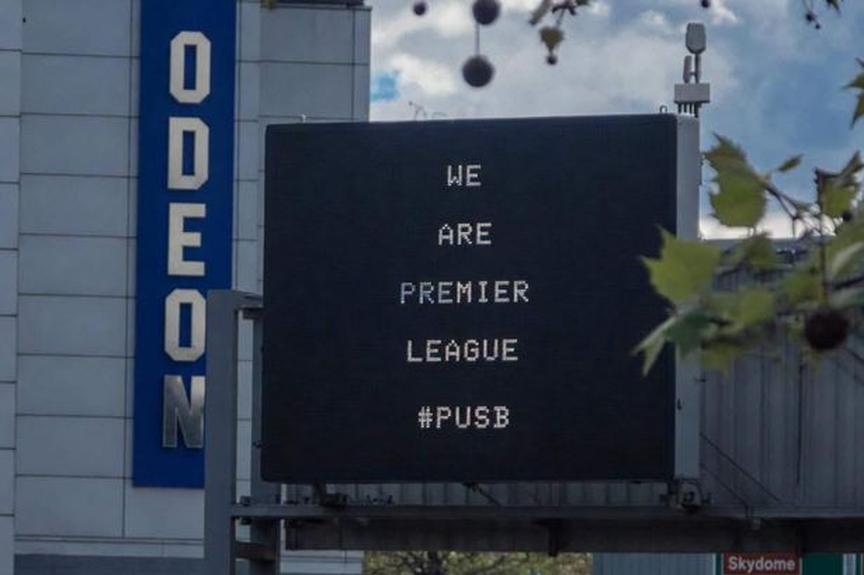 ODEON
WE
ARE
PREMIER
LEAGUE
#PUSB
Skydome